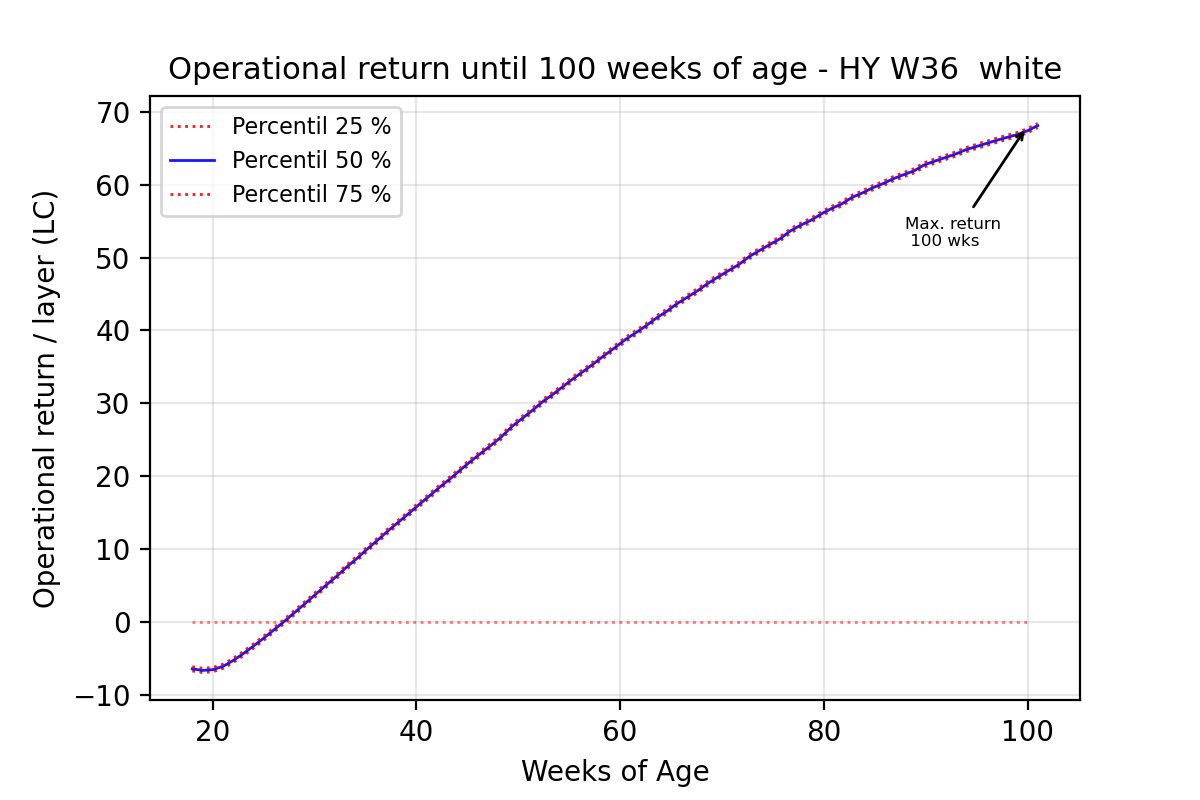 Operational return until 100 weeks of age - HY W36  white
Percentil 25 %
Percentil 50 %
Percentil 75 %
Max. return
100 wks
Operational return / layer (LC)
70
60
50
40
30
20
10
0
−10
20
40
60
80
100
Weeks of Age